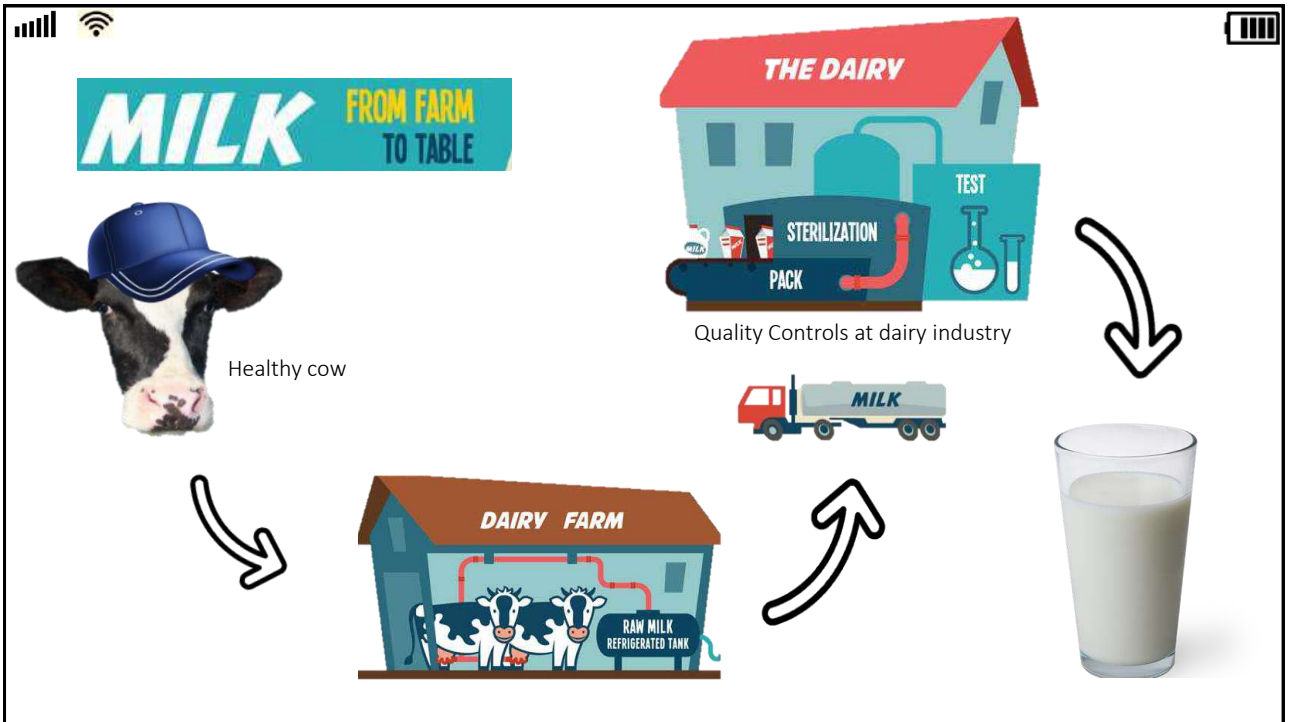 MILK FROM FARM
TO TABLE
Healthy cow
DAIRY FARM
RAW MILK
REFRIGERATED TANK
MILK
THE DAIRY
TEST
STERILIZATION
MILK
PACK
Quality Controls at dairy industry